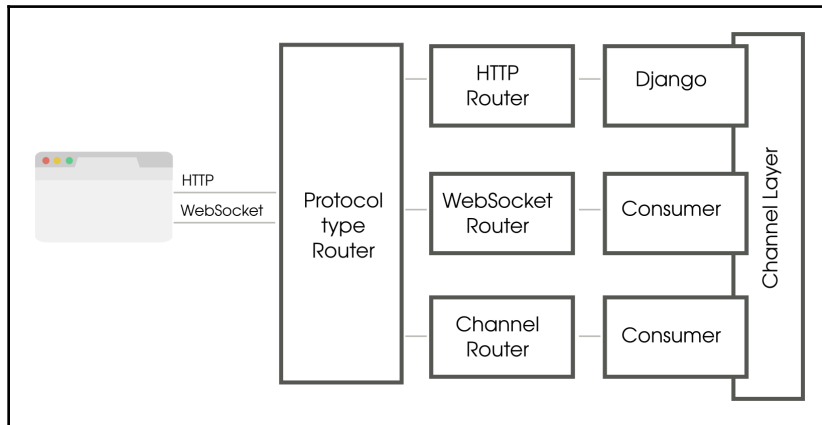 HTTP
WebSocket
Protocol
type
Router
HTTP
Router
Django
WebSocket
Router
Consumer
Channel
Router
Consumer
Channel Layer